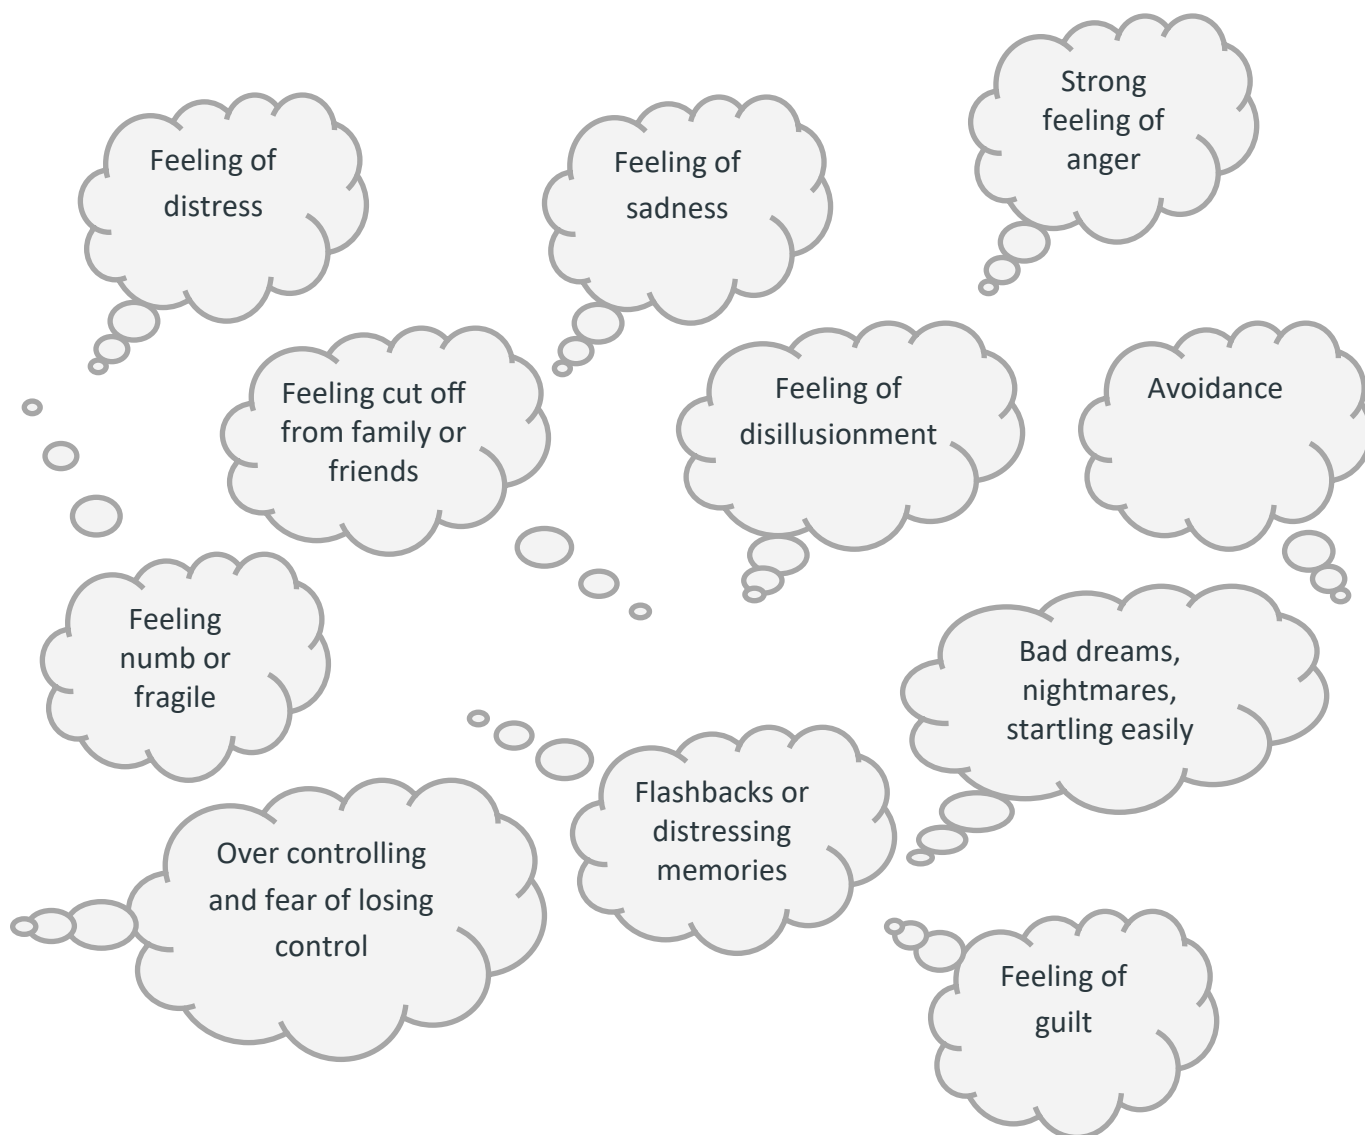 Strong
feeling of
anger
Feeling of
distress
Feeling of
sadness
Feeling cut off
from family or
friends
Feeling of
disillusionment
Avoidance
Feeling
numb or
fragile
Bad dreams,
nightmares,
startling easily
Flashbacks or
distressing
memories
Over controlling
and fear of losing
control
Feeling of
guilt